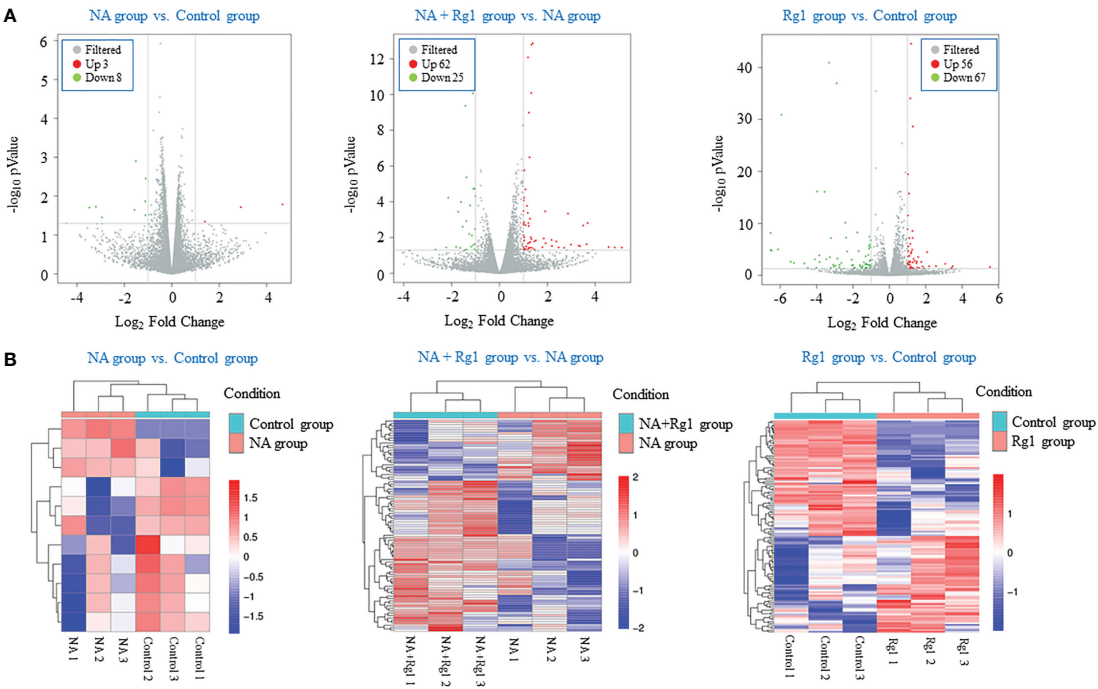 A
NA group vs. Control group
NA + Rg1 group vs. NA group
Rg1 group vs. Control group
Filtered
Up 3
Down 8
6
5
4
3
2
1
0
-log10 pValue
-4
-2
0
2
4
Log2 Fold Change
Filtered
Up 62
Down 25
12
10
8
6
4
2
0
-log10 pValue
-4
-2
0
2
4
Log2 Fold Change
Filtered
Up 56
Down 67
40
30
20
10
0
-log10 pValue
-6
-4
-2
0
2
4
6
Log2 Fold Change
B
NA group vs. Control group
NA + Rg1 group vs. NA group
Rg1 group vs. Control group
Condition
Control group
NA group
1.5
1
0.5
0
−0.5
−1
−1.5
NA 1
NA 2
NA 3
Control 2
Control 3
Control 1
Condition
NA+Rg1 group
NA group
2
1
0
−1
−2
NA +Rg1 1
NA +Rg1 2
NA +Rg1 3
NA 1
NA 2
NA 3
Condition
Control group
Rg1 group
1
0
−1
Control 1
Control 2
Control 3
Rg1 1
Rg1 2
Rg1 3